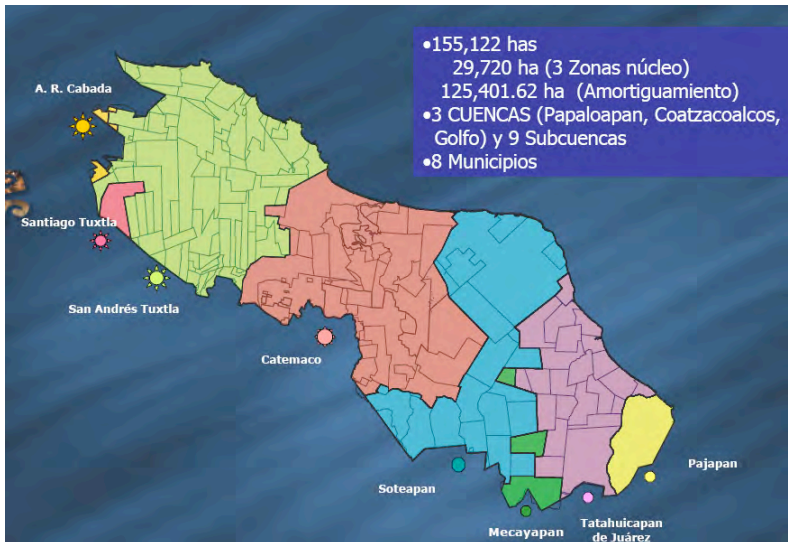 •155,122 has
29,720 ha (3 Zonas núcleo)
125,401.62 ha (Amortiguamiento)
•3 CUENCAS (Papaloapan, Coatzacoalcos,
Golfo) y 9 Subcuencas
•8 Municipios
A. R. Cabada
Santiago Tuxtla
San Andrés Tuxtla
Catemaco
Soteapan
Mecayapan
Tatahuicapan
de Juárez
Pajapan